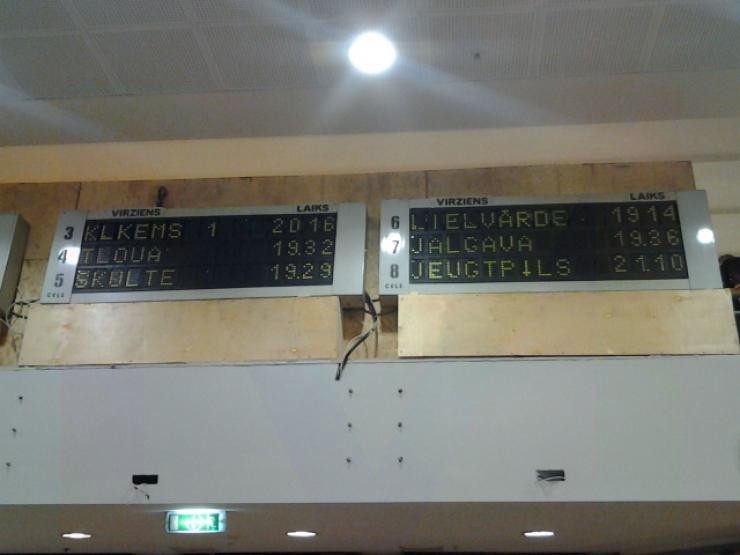 VIRZIENS LAIKS
3 KLKEMS 1 20 16
4 TLOUA 19.32
5 SKULTE 19.29
CEĻŠ
VIRZIENS LAIKS
6 LIELVĀRDE 19 14
7 JALGAVA 19.36
8 JEUGTPILS 21.10
CEĻŠ